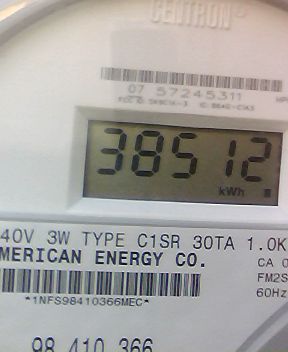 CENTRON®
07 57245311
38512
kWh
40V 3W TYPE C1SR 30TA 1.0K
MERICAN ENERGY CO.
CA 0
FM2S
*1NFS98410366MEC*
60Hz
98 410 366